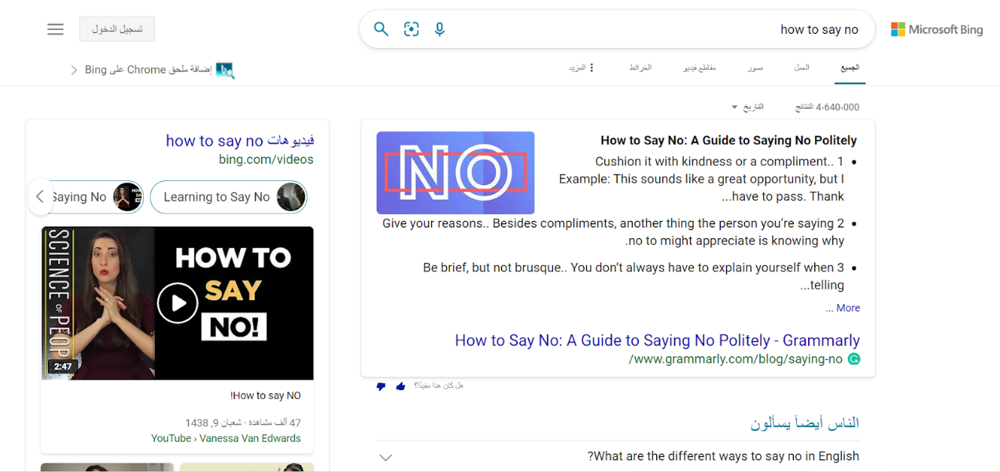 Microsoft Bing
how to say no
تسجيل الدخول
الجميع
العمل
صور
مقاطع فيديو
الخرائط
المزيد
إضافة ملحق Chrome على Bing
4،640،000 النتائج
التاريخ
NO
How to Say No: A Guide to Saying No Politely
1 Cushion it with kindness or a compliment..
Example: This sounds like a great opportunity, but I
have to pass. Thank...
2 Give your reasons.. Besides compliments, another thing the person you're saying
no to might appreciate is knowing why.
3 Be brief, but not brusque.. You don't always have to explain yourself when
telling...
More ...
How to Say No: A Guide to Saying No Politely - Grammarly
www.grammarly.com/blog/saying-no/
هل كان هذا مفيدًا؟
الناس أيضاً يسألون
What are the different ways to say no in English?
فيديوهات how to say no
bing.com/videos
Learning to Say No
Saying No
SCIENCE OF PEOP
HOW TO
SAY
NO!
2:47
How to say NO!
47 ألف مشاهدة · شعبان 9, 1438
YouTube › Vanessa Van Edwards